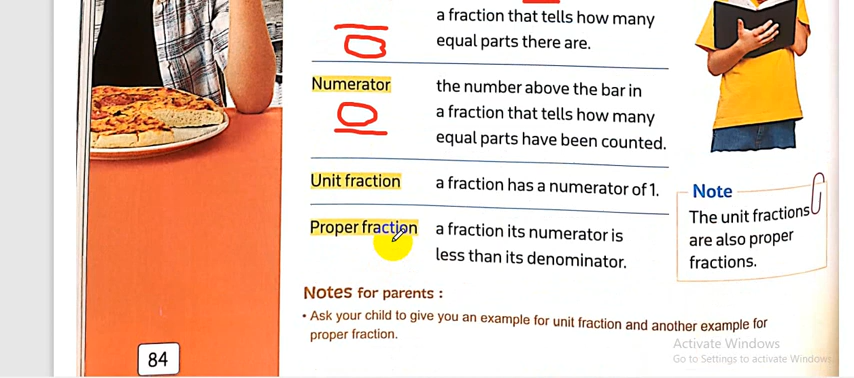 a fraction that tells how many
equal parts there are.
Numerator
the number above the bar in
a fraction that tells how many
equal parts have been counted.
Unit fraction
a fraction has a numerator of 1.
Proper fraction
a fraction its numerator is
less than its denominator.
Note
The unit fractions
are also proper
fractions.
Notes for parents :
• Ask your child to give you an example for unit fraction and another example for
proper fraction.
84
Activate Windows
Go to Settings to activate Windows.